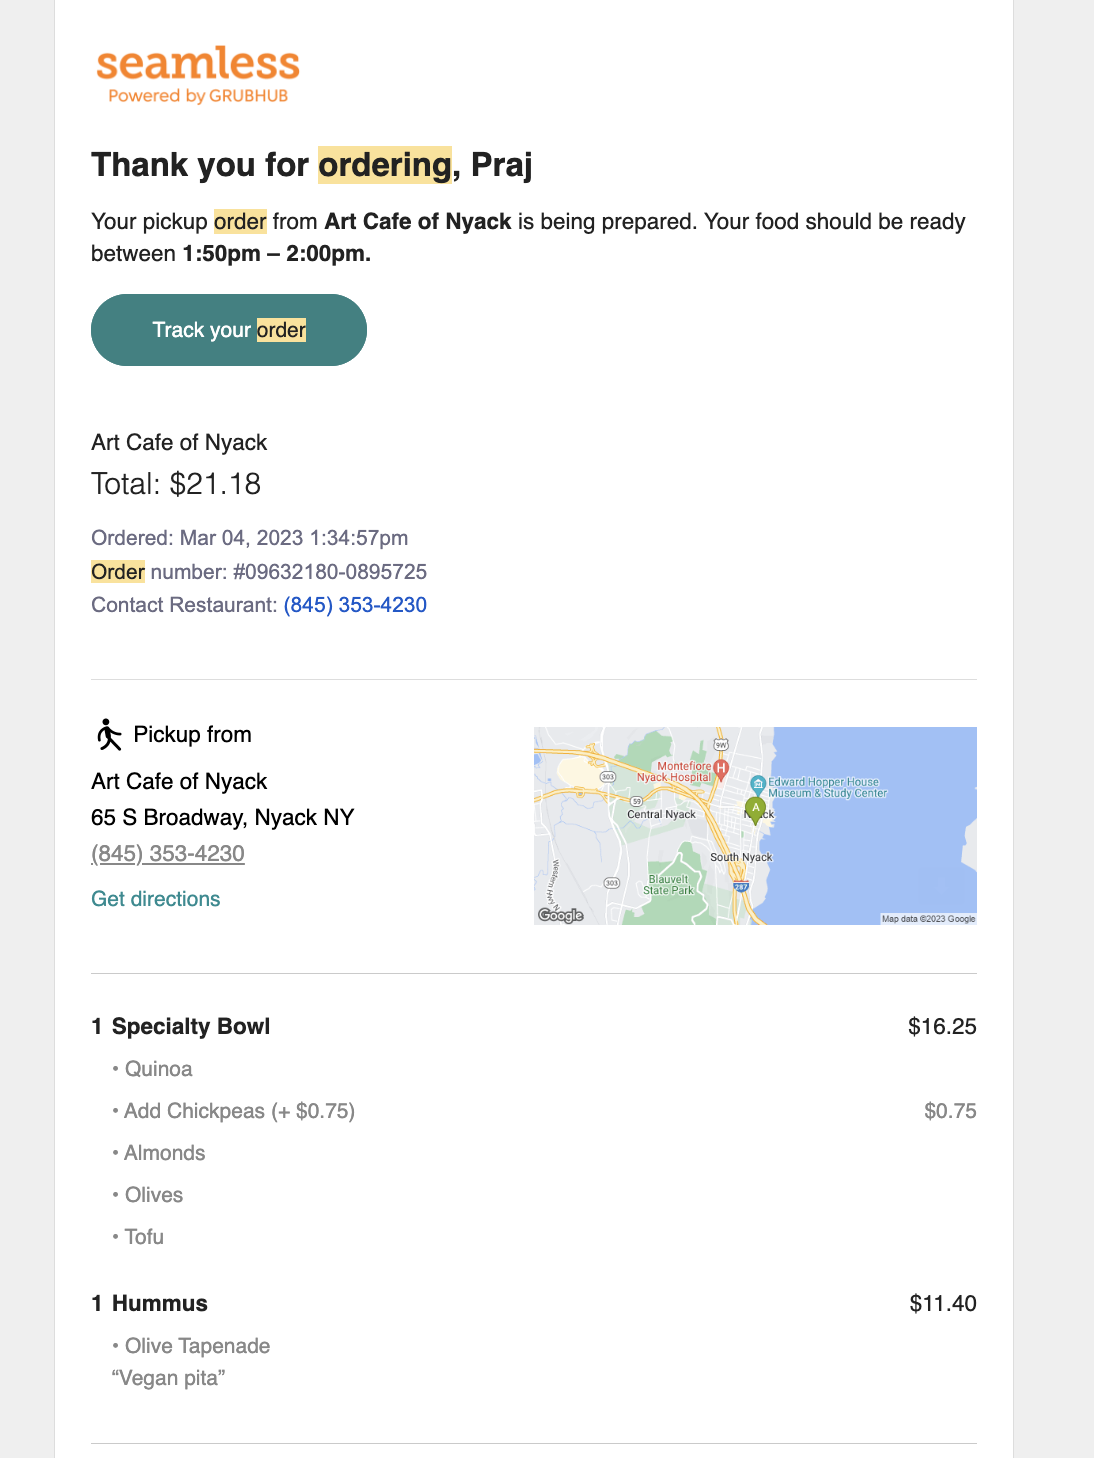 seamless
Powered by GRUBHUB
Thank you for ordering, Praj
Your pickup order from Art Cafe of Nyack is being prepared. Your food should be ready
between 1:50pm – 2:00pm.
Track your order
Art Cafe of Nyack
Total: $21.18
Ordered: Mar 04, 2023 1:34:57pm
Order number: #09632180-0895725
Contact Restaurant: (845) 353-4230
Pickup from
Art Cafe of Nyack
65 S Broadway, Nyack NY
(845) 353-4230
Get directions
9W
Montefiore
Nyack Hospital
H
303
Edward Hopper House
Museum & Study Center
59
A
Central Nyack
Nyack
South Nyack
303
Blauvelt
State Park
287
Western Hwy N
Google
Map data ©2023 Google
1 Specialty Bowl $16.25
• Quinoa
• Add Chickpeas (+ $0.75) $0.75
• Almonds
• Olives
• Tofu
1 Hummus $11.40
• Olive Tapenade
“Vegan pita”